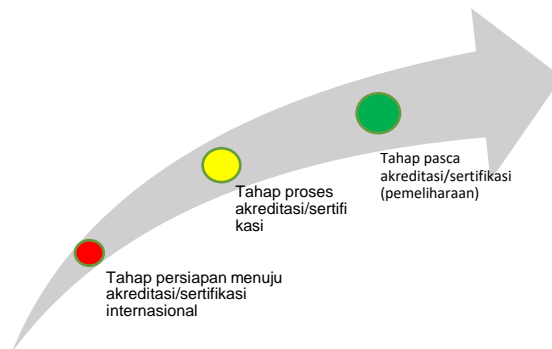 Tahap pasca
akreditasi/sertifikasi
(pemeliharaan)
Tahap proses
akreditasi/sertifi
kasi
Tahap persiapan menuju
akreditasi/sertifikasi
internasional